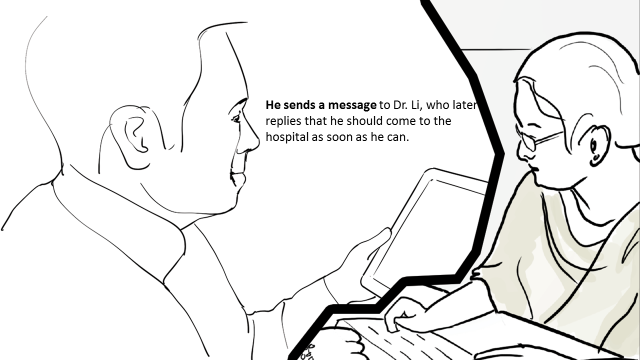 He sends a message to Dr. Li, who later
replies that he should come to the
hospital as soon as he can.